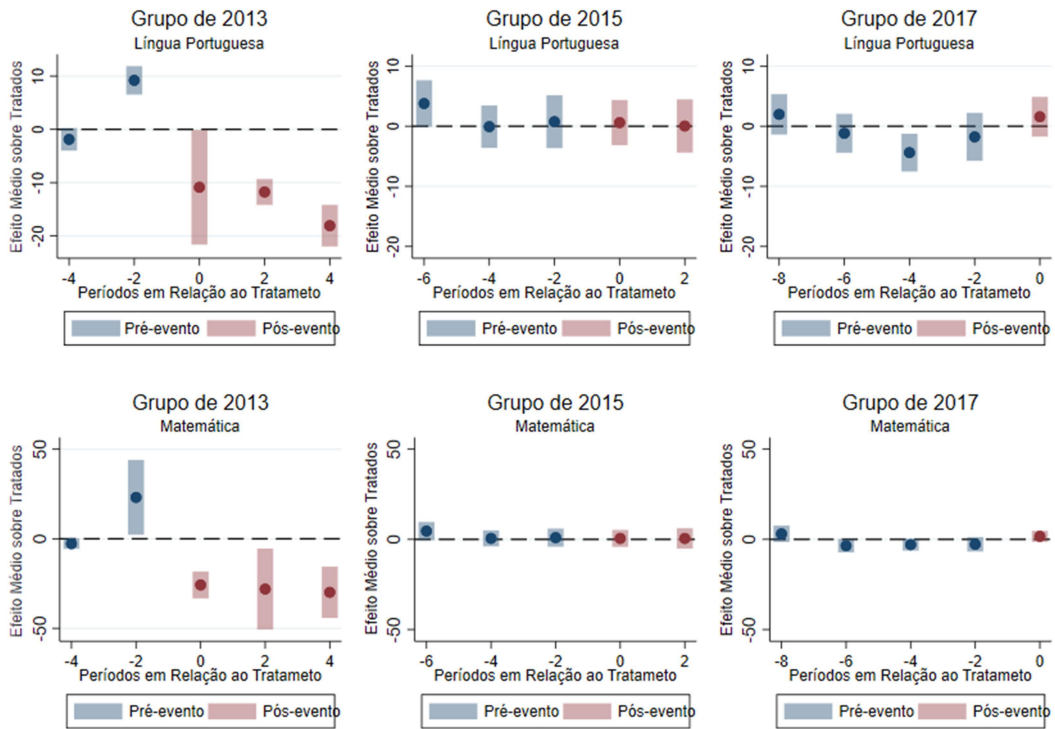 Grupo de 2013
Língua Portuguesa
Efeito Médio sobre Tratados
10
0
-10
-20
-4
-2
0
2
4
Períodos em Relação ao Tratameto
Pré-evento
Pós-evento
Grupo de 2015
Língua Portuguesa
Efeito Médio sobre Tratados
10
0
-10
-20
-6
-4
-2
0
2
Períodos em Relação ao Tratameto
Pré-evento
Pós-evento
Grupo de 2017
Língua Portuguesa
Efeito Médio sobre Tratados
10
0
-10
-20
-8
-6
-4
-2
0
Períodos em Relação ao Tratameto
Pré-evento
Pós-evento
Grupo de 2013
Matemática
Efeito Médio sobre Tratados
50
0
-50
-4
-2
0
2
4
Períodos em Relação ao Tratameto
Pré-evento
Pós-evento
Grupo de 2015
Matemática
Efeito Médio sobre Tratados
50
0
-50
-6
-4
-2
0
2
Períodos em Relação ao Tratameto
Pré-evento
Pós-evento
Grupo de 2017
Matemática
Efeito Médio sobre Tratados
50
0
-50
-8
-6
-4
-2
0
Períodos em Relação ao Tratameto
Pré-evento
Pós-evento